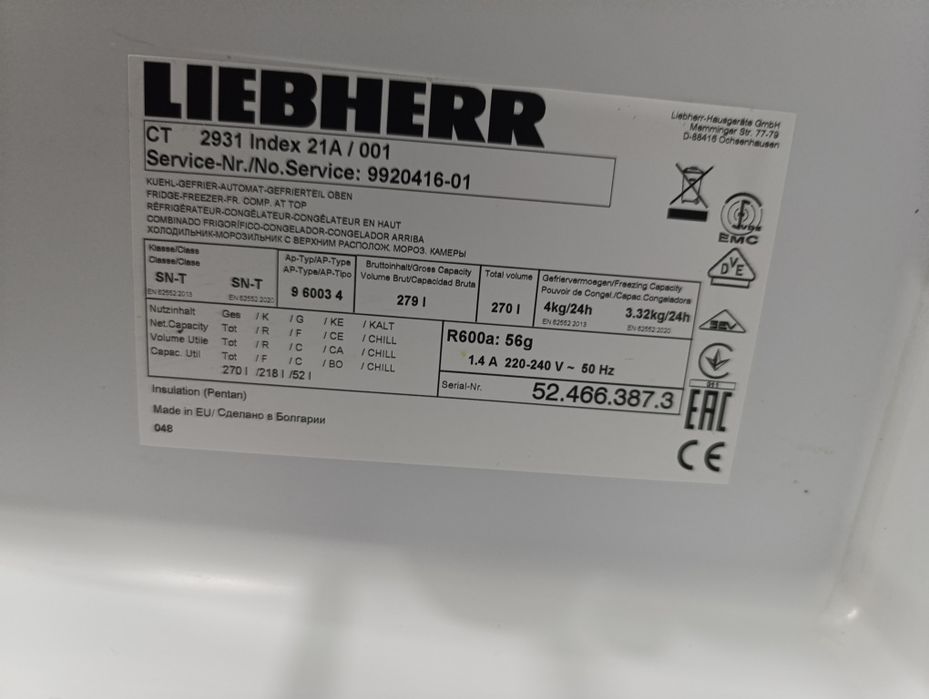 LIEBHERR
Liebherr-Hausgeräte GmbH
Memminger Str. 77-79
D-88416 Ochsenhausen
CT 2931 Index 21A / 001
Service-Nr./No.Service: 9920416-01
KUEHL-GEFRIER-AUTOMAT-GEFRIERTEIL OBEN
FRIDGE-FREEZER-FR. COMP. AT TOP
RÉFRIGÉRATEUR-CONGÉLATEUR-CONGÉLATEUR EN HAUT
COMBINADO FRIGORÍFICO-CONGELADOR-CONGELADOR ARRIBA
ХОЛОДИЛЬНИК-МОРОЗИЛЬНИК С ВЕРХНИМ РАСПОЛОЖ. МОРОЗ. КАМЕРЫ
EMC
DVE
Klasse/Class
Classe/Clase
SN-T SN-T
EN 62552:2013 EN 62552:2020
Ap-Typ/AP-Type
AP-Type/AP-Tipo
9 6003 4
Bruttoinhalt/Gross Capacity
Volume Brut/Capacidad Bruta
279 l
Total volume
270 l
Gefriervermoegen/Freezing Capacity
Pouvoir de Congel./Capac.Congeladora
4kg/24h 3.32kg/24h
EN 62552:2013 EN 62552:2020
Nutzinhalt Ges / K / G / KE / KALT
Net.Capacity Tot / R / F / CE / CHILL
Volume Utile Tot / R / C / CA / CHILL
Capac. Util Tot / F / C / BO / CHILL
270 l /218 l /52 l
R600a: 56g
1.4 A 220-240 V ~ 50 Hz
Serial-Nr. 52.466.387.3
Insulation (Pentan)
Made in EU/ Сделано в Болгарии
048
011
EAC
CE